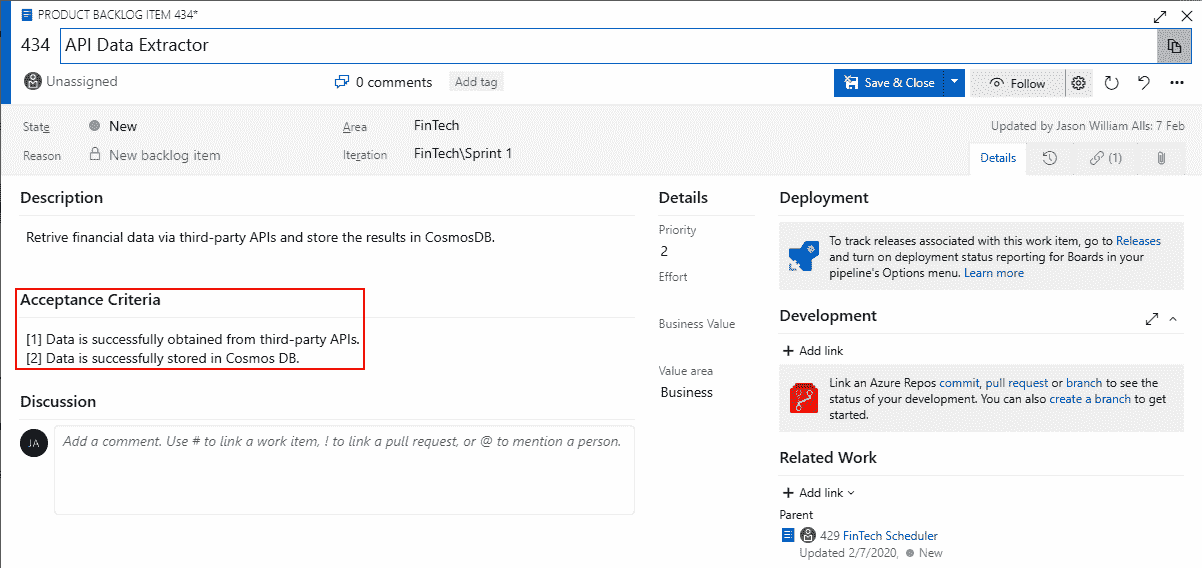 PRODUCT BACKLOG ITEM 434*
434 API Data Extractor
Unassigned
0 comments
Add tag
Save & Close
Follow
State New
Area FinTech
Updated by Jason William Alls: 7 Feb
Reason New backlog item
Iteration FinTech\Sprint 1
Details
(1)
Description
Retrive financial data via third-party APIs and store the results in CosmosDB.
Acceptance Criteria
[1] Data is successfully obtained from third-party APIs.
[2] Data is successfully stored in Cosmos DB.
Discussion
JA
Add a comment. Use # to link a work item, ! to link a pull request, or @ to mention a person.
Details
Priority
2
Effort
Business Value
Value area
Business
Deployment
To track releases associated with this work item, go to Releases
and turn on deployment status reporting for Boards in your
pipeline's Options menu. Learn more
Development
+ Add link
Link an Azure Repos commit, pull request or branch to see the
status of your development. You can also create a branch to get
started.
Related Work
+ Add link
Parent
429 FinTech Scheduler
Updated 2/7/2020, New